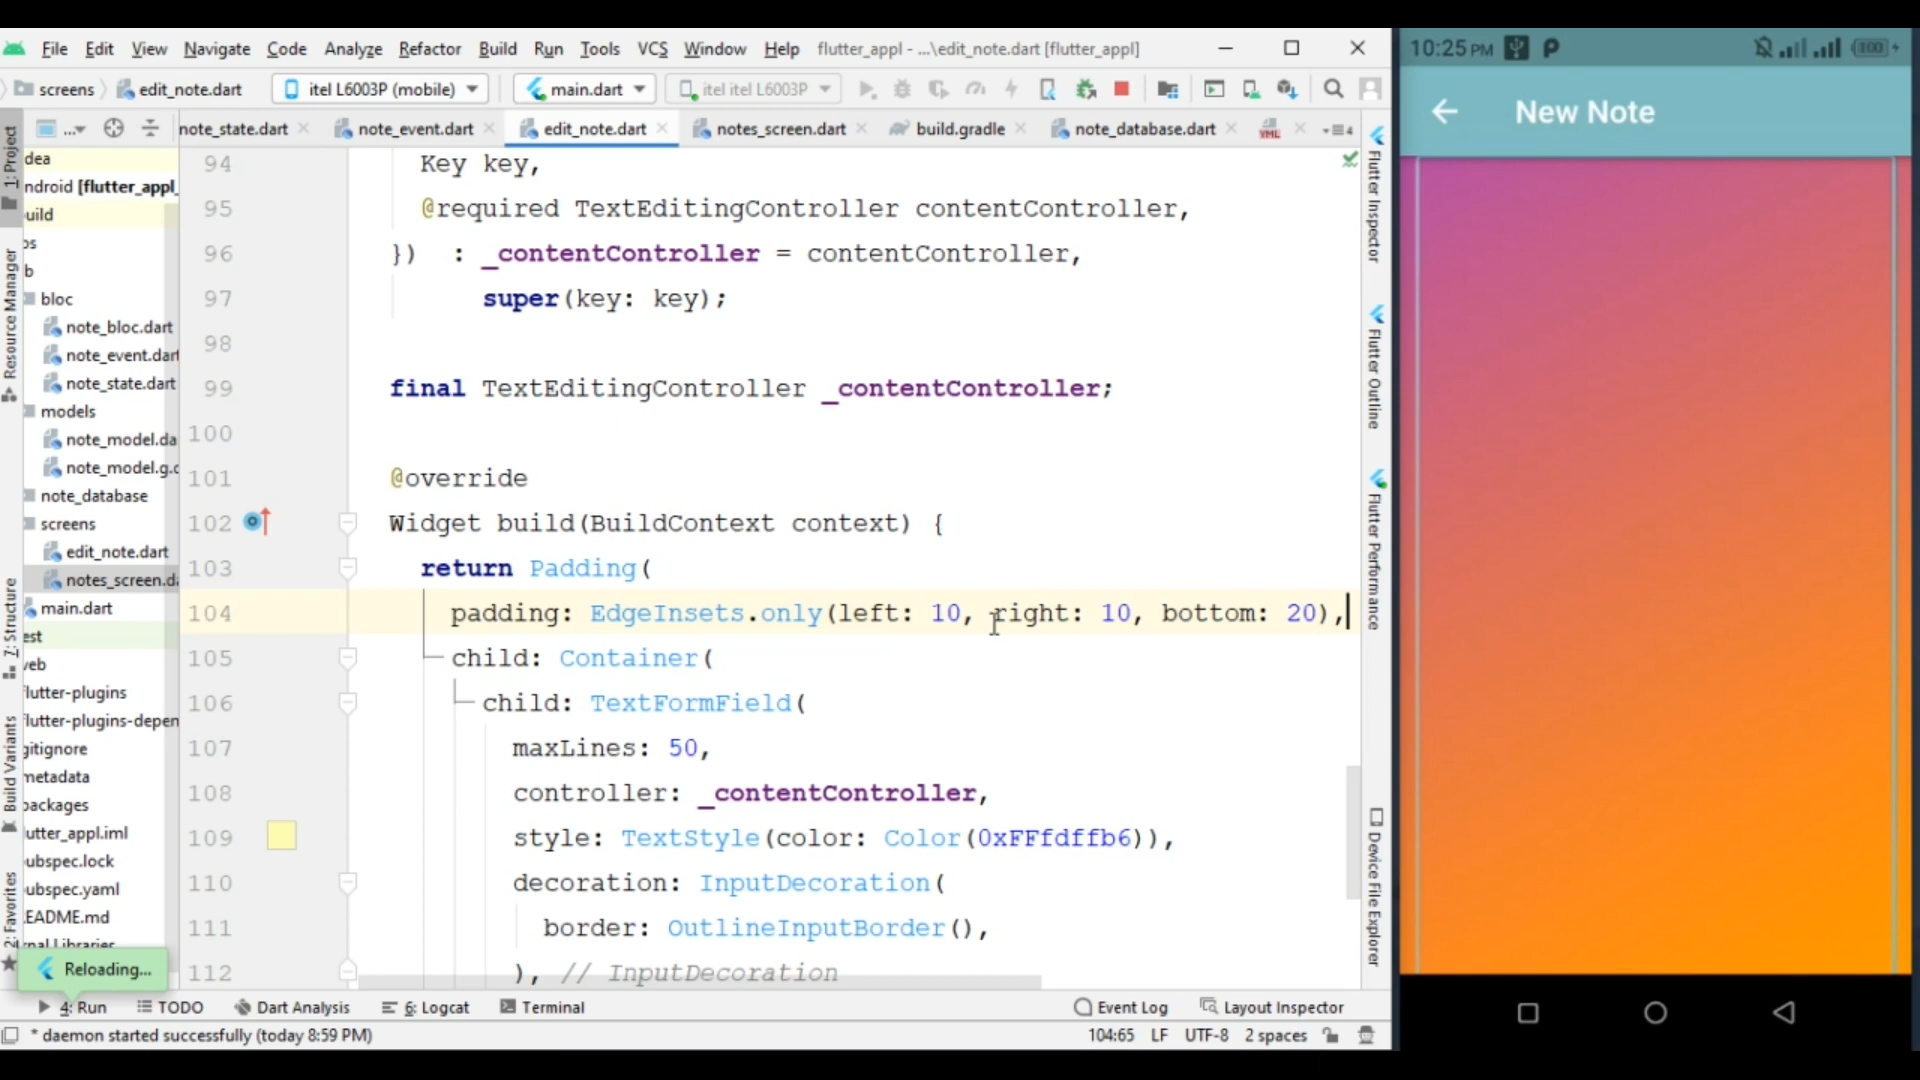 File Edit View Navigate Code Analyze Refactor Build Run Tools VCS Window Help flutter_appl - ...\edit_note.dart [flutter_appl]
screens edit_note.dart itel L6003P (mobile) main.dart itel itel L6003P
note_state.dart note_event.dart edit_note.dart notes_screen.dart build.gradle note_database.dart YML 4
1: Project
Resource Manager
7: Structure
Build Variants
2: Favorites
dea
ndroid [flutter_appl
uild
os
b
bloc
note_bloc.dart
note_event.dart
note_state.dart
models
note_model.da
note_model.g.d
note_database
screens
edit_note.dart
notes_screen.da
main.dart
est
web
flutter-plugins
flutter-plugins-depen
gitignore
metadata
packages
utter_appl.iml
ubspec.lock
ubspec.yaml
EADME.md
rnal Libraries
Reloading...
94 Key key,
95 @required TextEditingController contentController,
96 }) : _contentController = contentController,
97 super(key: key);
98
99 final TextEditingController _contentController;
100
101 @override
102 Widget build(BuildContext context) {
103 return Padding(
104 padding: EdgeInsets.only(left: 10, right: 10, bottom: 20),
105 child: Container(
106 child: TextFormField(
107 maxLines: 50,
108 controller: _contentController,
109 style: TextStyle(color: Color(0xFFfdffb6)),
110 decoration: InputDecoration(
111 border: OutlineInputBorder(),
112 ), // InputDecoration
Flutter Inspector
Flutter Outline
Flutter Performance
Device File Explorer
4: Run TODO Dart Analysis 6: Logcat Terminal Event Log Layout Inspector
* daemon started successfully (today 8:59 PM) 104:65 LF UTF-8 2 spaces
10:25 PM 100
New Note